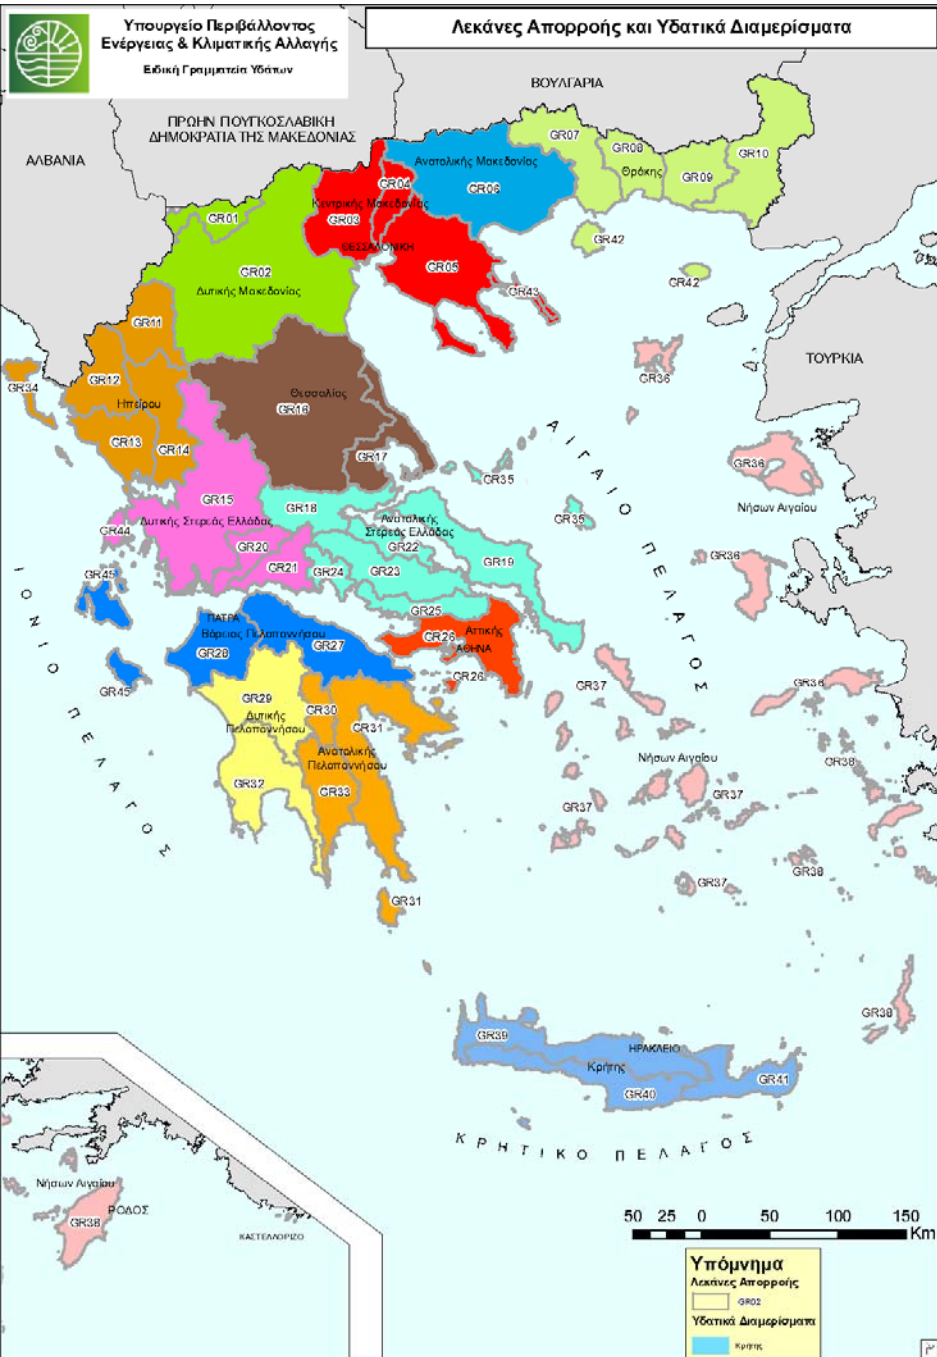 Υπουργείο Περιβάλλοντος
Ενέργειας & Κλιματικής Αλλαγής
Ειδική Γραμματεία Υδάτων
Λεκάνες Απορροής και Υδατικά Διαμερίσματα
ΒΟΥΛΓΑΡΙΑ
ΠΡΩΗΝ ΓΙΟΥΓΚΟΣΛΑΒΙΚΗ
ΔΗΜΟΚΡΑΤΙΑ ΤΗΣ ΜΑΚΕΔΟΝΙΑΣ
ΑΛΒΑΝΙΑ
GR07
GR08
GR10
Ανατολικής Μακεδονίας
Θράκης
GR09
GR04
GR06
Κεντρικής Μακεδονίας
GR01
GR03
GR42
ΘΕΣΣΑΛΟΝΙΚΗ
GR02
GR05
GR42
Δυτικής Μακεδονίας
GR43
GR11
ΤΟΥΡΚΙΑ
GR36
GR12
GR34
Θεσσαλίας
Ηπείρου
GR16
GR13
GR14
GR17
GR36
GR35
ΑΙΓΑΙΟ ΠΕΛΑΓΟΣ
GR15
GR18
Νήσων Αιγαίου
Δυτικής Στερεάς Ελλάδας
Ανατολικής
Στερεάς Ελλάδας
GR35
GR44
GR20
GR22
GR36
GR21
GR24
GR23
GR19
GR45
ΙΟΝΙΟ ΠΕΛΑΓΟΣ
GR25
ΠΑΤΡΑ
Βόρειας Πελοποννήσου
GR26
Αττικής
GR28
GR27
ΑΘΗΝΑ
GR26
GR45
GR37
GR36
GR29
GR30
Δυτικής
Πελοποννήσου
GR31
Ανατολικής
Πελοποννήσου
Νήσων Αιγαίου
GR38
GR32
GR33
GR37
GR37
GR38
GR37
GR31
GR38
GR39
ΗΡΑΚΛΕΙΟ
Κρήτης
GR41
GR40
ΚΡΗΤΙΚΟ ΠΕΛΑΓΟΣ
Νήσων Αιγαίου
ΡΟΔΟΣ
GR38
ΚΑΣΤΕΛΛΟΡΙΖΟ
50 25 0 50 100 150
Km
Υπόμνημα
Λεκάνες Απορροής
GR02
Υδατικά Διαμερίσματα
Κρήτης